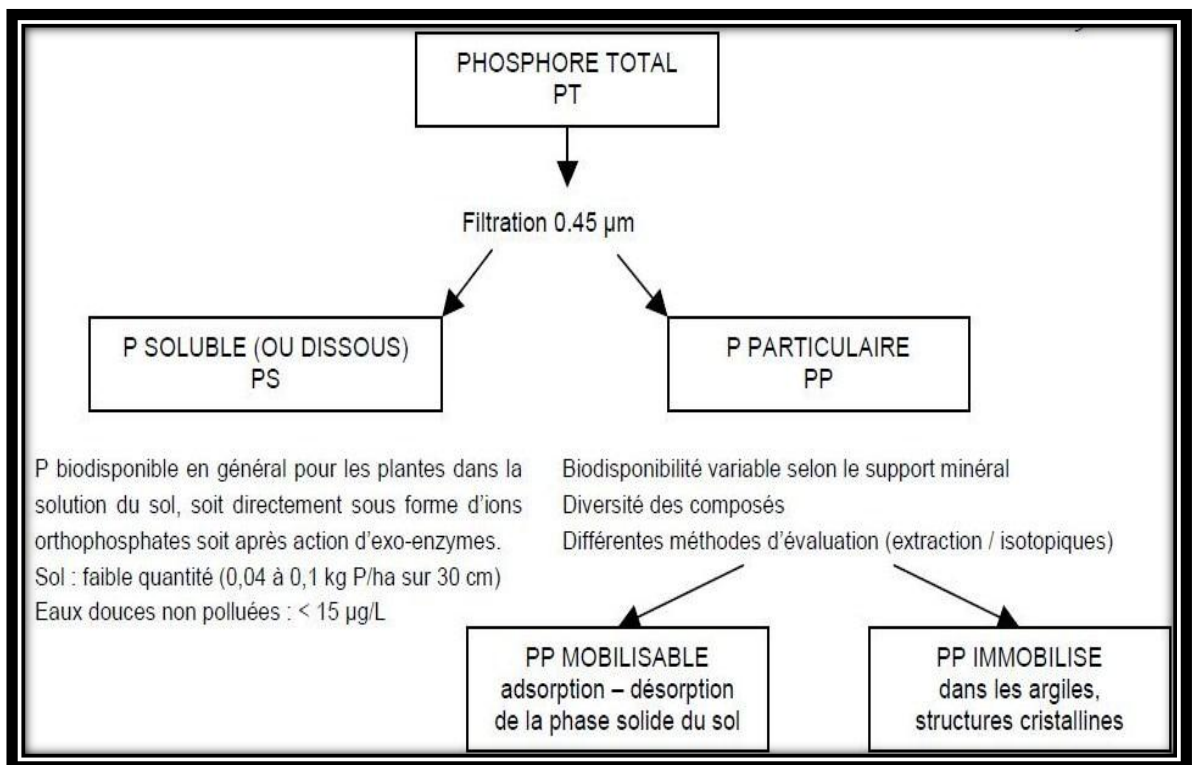 PHOSPHORE TOTAL
PT
Filtration 0.45 µm
P SOLUBLE (OU DISSOUS)
PS
P PARTICULAIRE
PP
P biodisponible en général pour les plantes dans la
solution du sol, soit directement sous forme d'ions
orthophosphates soit après action d'exo-enzymes.
Sol : faible quantité (0,04 à 0,1 kg P/ha sur 30 cm)
Eaux douces non polluées : < 15 µg/L
Biodisponibilité variable selon le support minéral
Diversité des composés
Différentes méthodes d'évaluation (extraction / isotopiques)
PP MOBILISABLE
adsorption – désorption
de la phase solide du sol
PP IMMOBILISE
dans les argiles,
structures cristallines